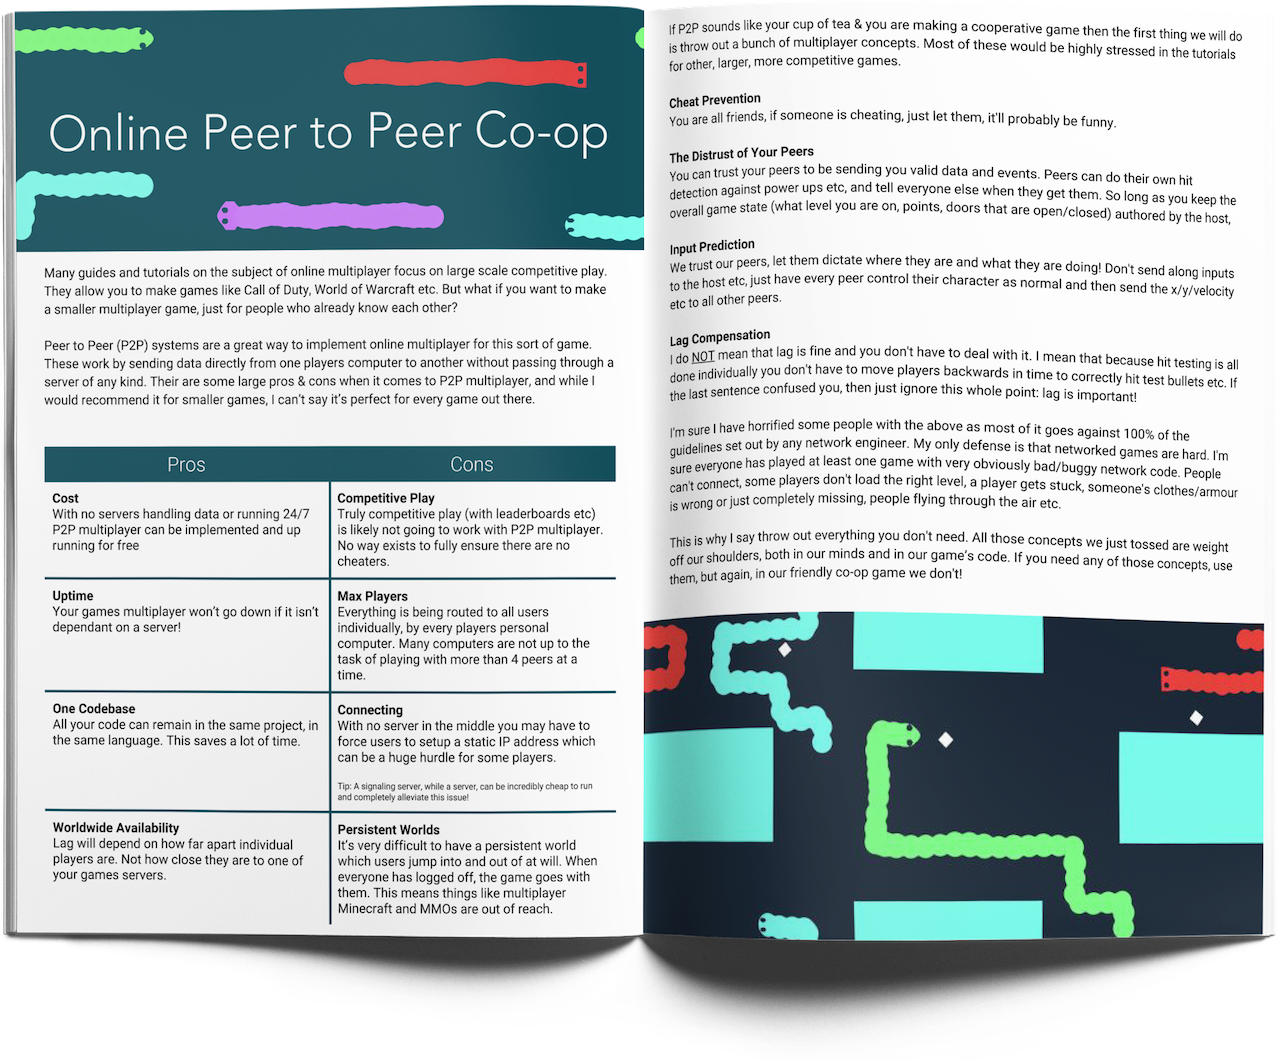 Online Peer to Peer Co-op
Many guides and tutorials on the subject of online multiplayer focus on large scale competitive play.
They allow you to make games like Call of Duty, World of Warcraft etc. But what if you want to make
a smaller multiplayer game, just for people who already know each other?
Peer to Peer (P2P) systems are a great way to implement online multiplayer for this sort of game.
These work by sending data directly from one players computer to another without passing through a
server of any kind. Their are some large pros & cons when it comes to P2P multiplayer, and while I
would recommend it for smaller games, I can't say it's perfect for every game out there.
Pros
Cons
Cost
With no servers handling data or running 24/7
P2P multiplayer can be implemented and up
running for free
Competitive Play
Truly competitive play (with leaderboards etc)
is likely not going to work with P2P multiplayer.
No way exists to fully ensure there are no
cheaters.
Uptime
Your games multiplayer won't go down if it isn't
dependant on a server!
Max Players
Everything is being routed to all users
individually, by every players personal
computer. Many computers are not up to the
task of playing with more than 4 peers at a
time.
One Codebase
All your code can remain in the same project, in
the same language. This saves a lot of time.
Connecting
With no server in the middle you may have to
force users to setup a static IP address which
can be a huge hurdle for some players.
Tip: A signaling server, while a server, can be incredibly cheap to run
and completely alleviate this issue!
Worldwide Availability
Lag will depend on how far apart individual
players are. Not how close they are to one of
your games servers.
Persistent Worlds
It's very difficult to have a persistent world
which users jump into and out of at will. When
everyone has logged off, the game goes with
them. This means things like multiplayer
Minecraft and MMOs are out of reach.
If P2P sounds like your cup of tea & you are making a cooperative game then the first thing we will do
is throw out a bunch of multiplayer concepts. Most of these would be highly stressed in the tutorials
for other, larger, more competitive games.
Cheat Prevention
You are all friends, if someone is cheating, just let them, it'll probably be funny.
The Distrust of Your Peers
You can trust your peers to be sending you valid data and events. Peers can do their own hit
detection against power ups etc, and tell everyone else when they get them. So long as you keep the
overall game state (what level you are on, points, doors that are open/closed) authored by the host,
Input Prediction
We trust our peers, let them dictate where they are and what they are doing! Don't send along inputs
to the host etc, just have every peer control their character as normal and then send the x/y/velocity
etc to all other peers.
Lag Compensation
I do NOT mean that lag is fine and you don't have to deal with it. I mean that because hit testing is all
done individually you don't have to move players backwards in time to correctly hit test bullets etc. If
the last sentence confused you, then just ignore this whole point: lag is important!
I'm sure I have horrified some people with the above as most of it goes against 100% of the
guidelines set out by any network engineer. My only defense is that networked games are hard. I'm
sure everyone has played at least one game with very obviously bad/buggy network code. People
can't connect, some players don't load the right level, a player gets stuck, someone's clothes/armour
is wrong or just completely missing, people flying through the air etc.
This is why I say throw out everything you don't need. All those concepts we just tossed are weight
off our shoulders, both in our minds and in our game's code. If you need any of those concepts, use
them, but again, in our friendly co-op game we don't!